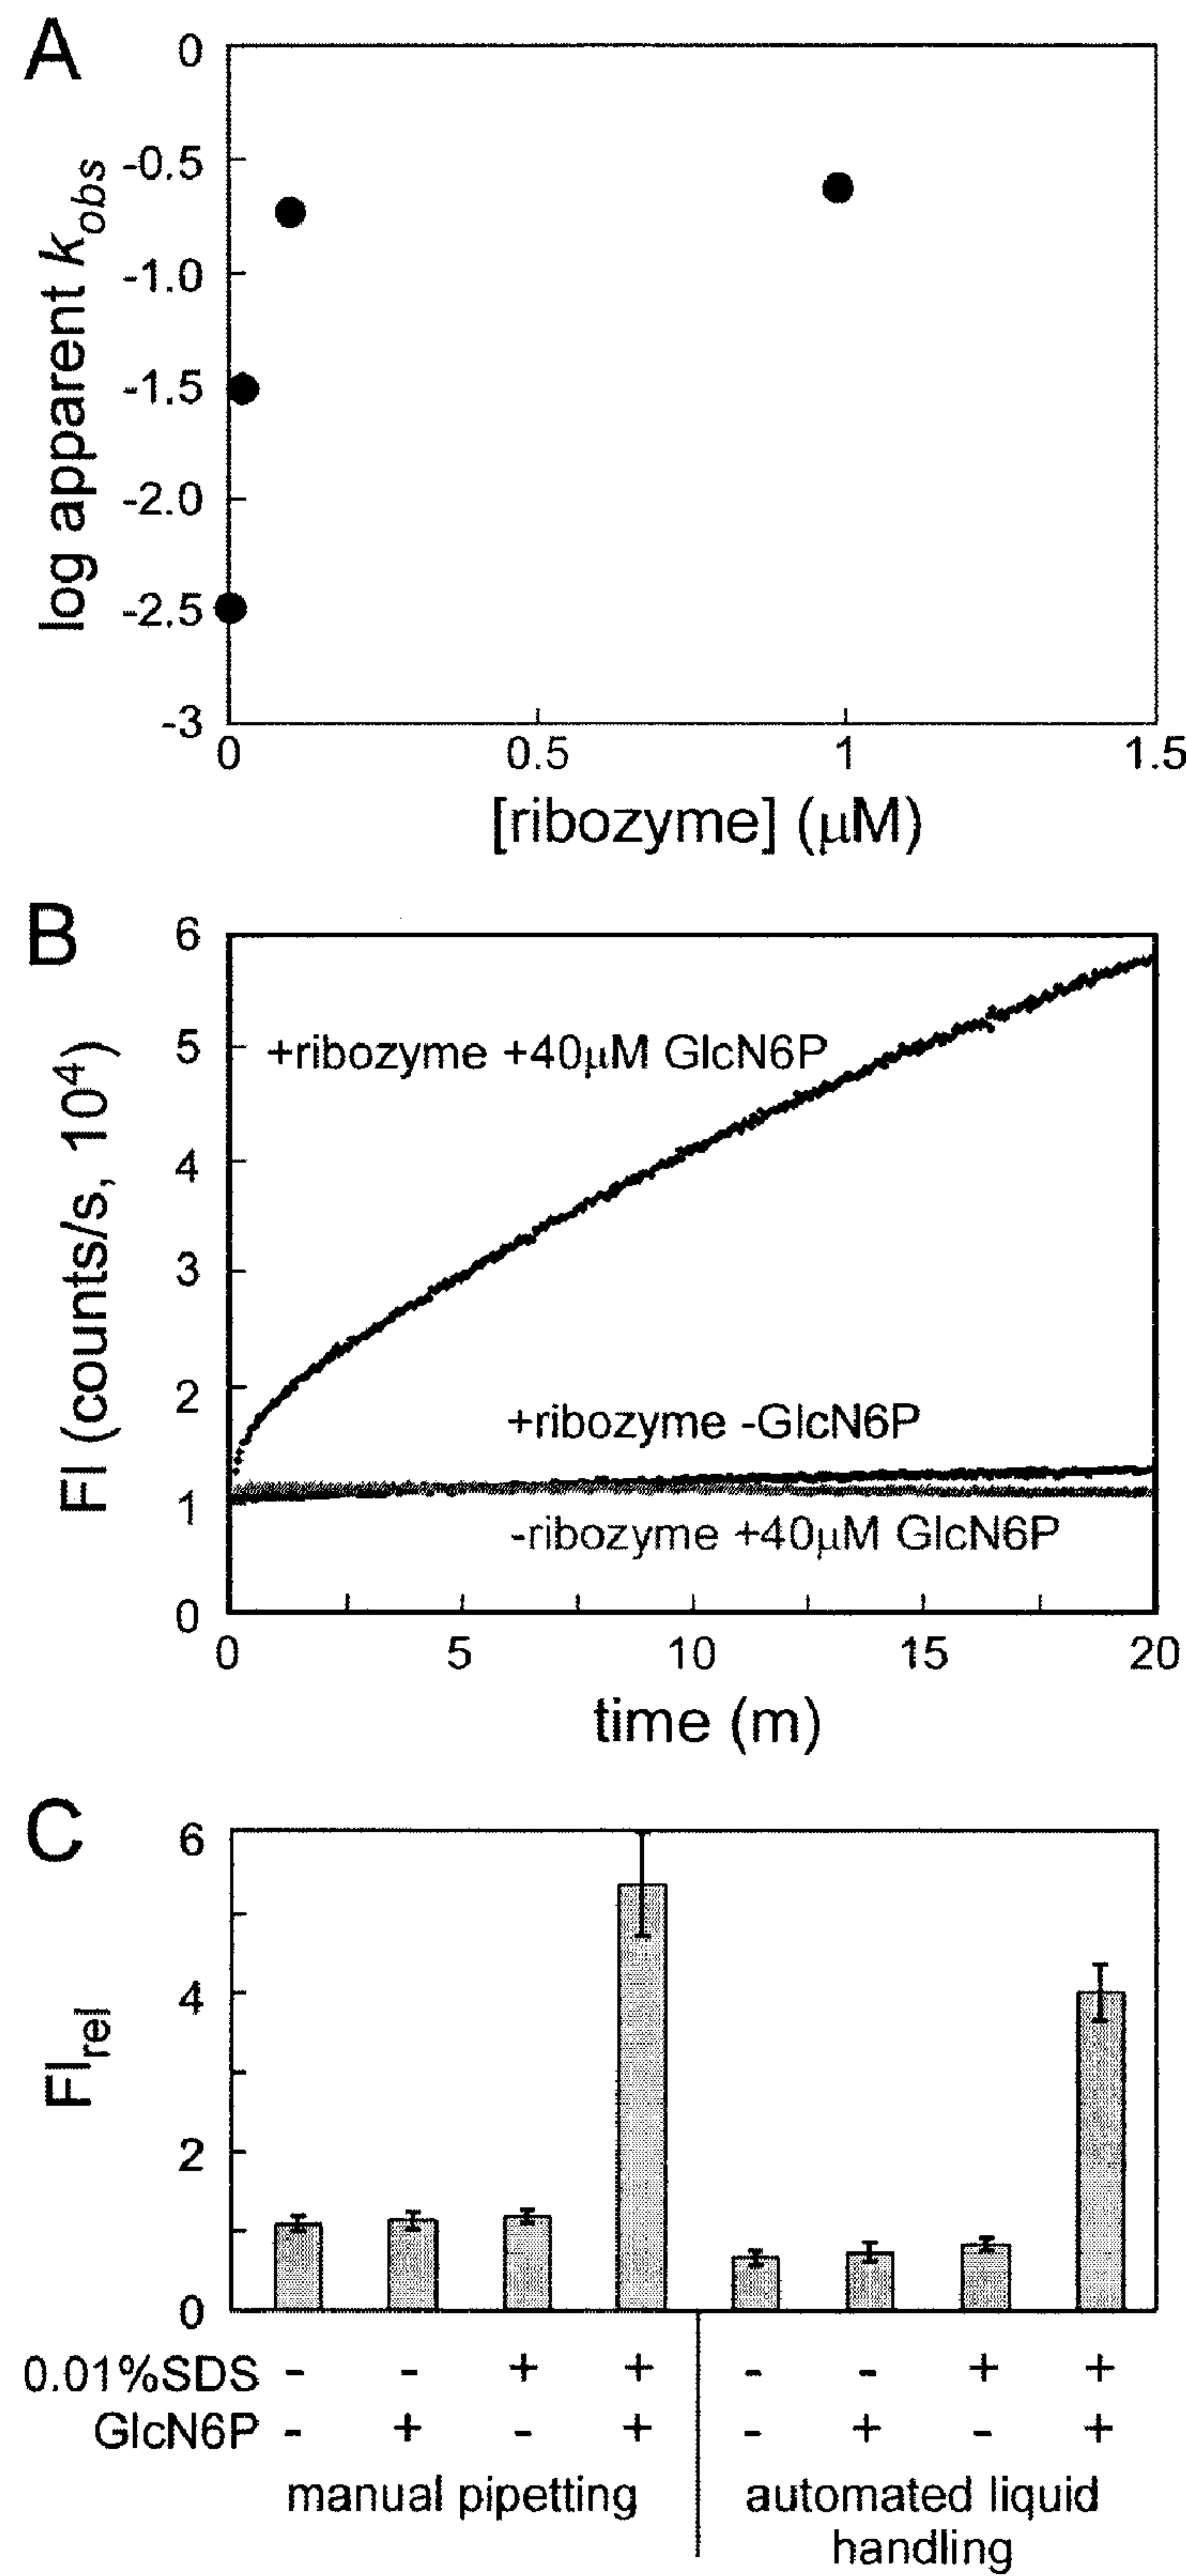 A
0
-0.5
-1.0
-1.5
-2.0
-2.5
-3
log apparent kobs
0 0.5 1 1.5
[ribozyme] (μM)
B
6
5
4
3
2
1
0
FI (counts/s, 10⁴)
+ribozyme +40μM GlcN6P
+ribozyme -GlcN6P
-ribozyme +40μM GlcN6P
0 5 10 15 20
time (m)
C
6
4
2
0
FIrel
0.01%SDS - - + + - - + +
GlcN6P - + - + - + - +
manual pipetting
automated liquid
handling